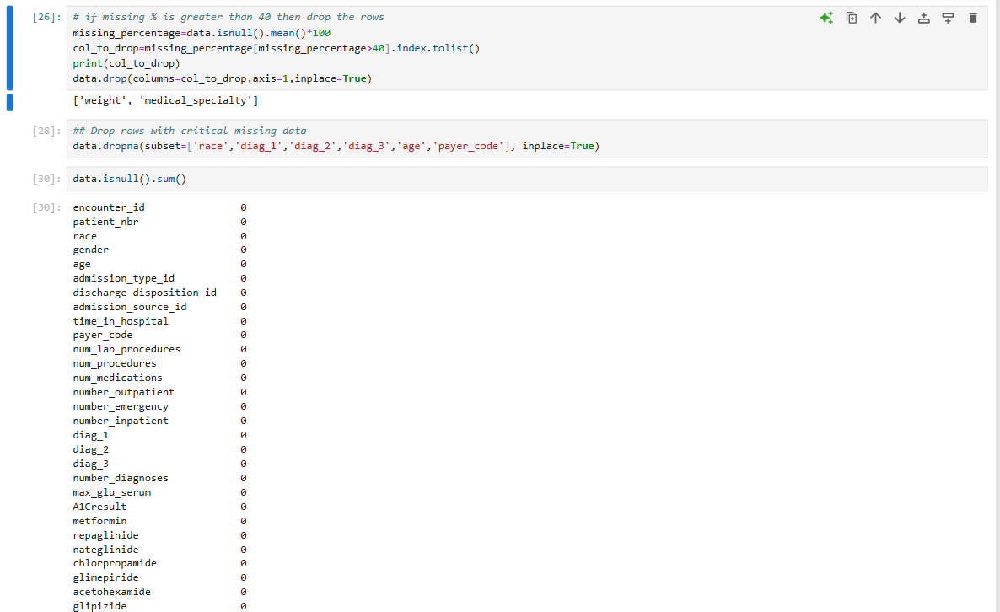 [26]: # if missing % is greater than 40 then drop the rows
missing_percentage=data.isnull().mean()*100
col_to_drop=missing_percentage[missing_percentage>40].index.tolist()
print(col_to_drop)
data.drop(columns=col_to_drop,axis=1,inplace=True)
['weight', 'medical_specialty']
[28]: ## Drop rows with critical missing data
data.dropna(subset=['race','diag_1','diag_2','diag_3','age','payer_code'], inplace=True)
[30]: data.isnull().sum()
[30]: encounter_id 0
patient_nbr 0
race 0
gender 0
age 0
admission_type_id 0
discharge_disposition_id 0
admission_source_id 0
time_in_hospital 0
payer_code 0
num_lab_procedures 0
num_procedures 0
num_medications 0
number_outpatient 0
number_emergency 0
number_inpatient 0
diag_1 0
diag_2 0
diag_3 0
number_diagnoses 0
max_glu_serum 0
A1Cresult 0
metformin 0
repaglinide 0
nateglinide 0
chlorpropamide 0
glimepiride 0
acetohexamide 0
glipizide 0